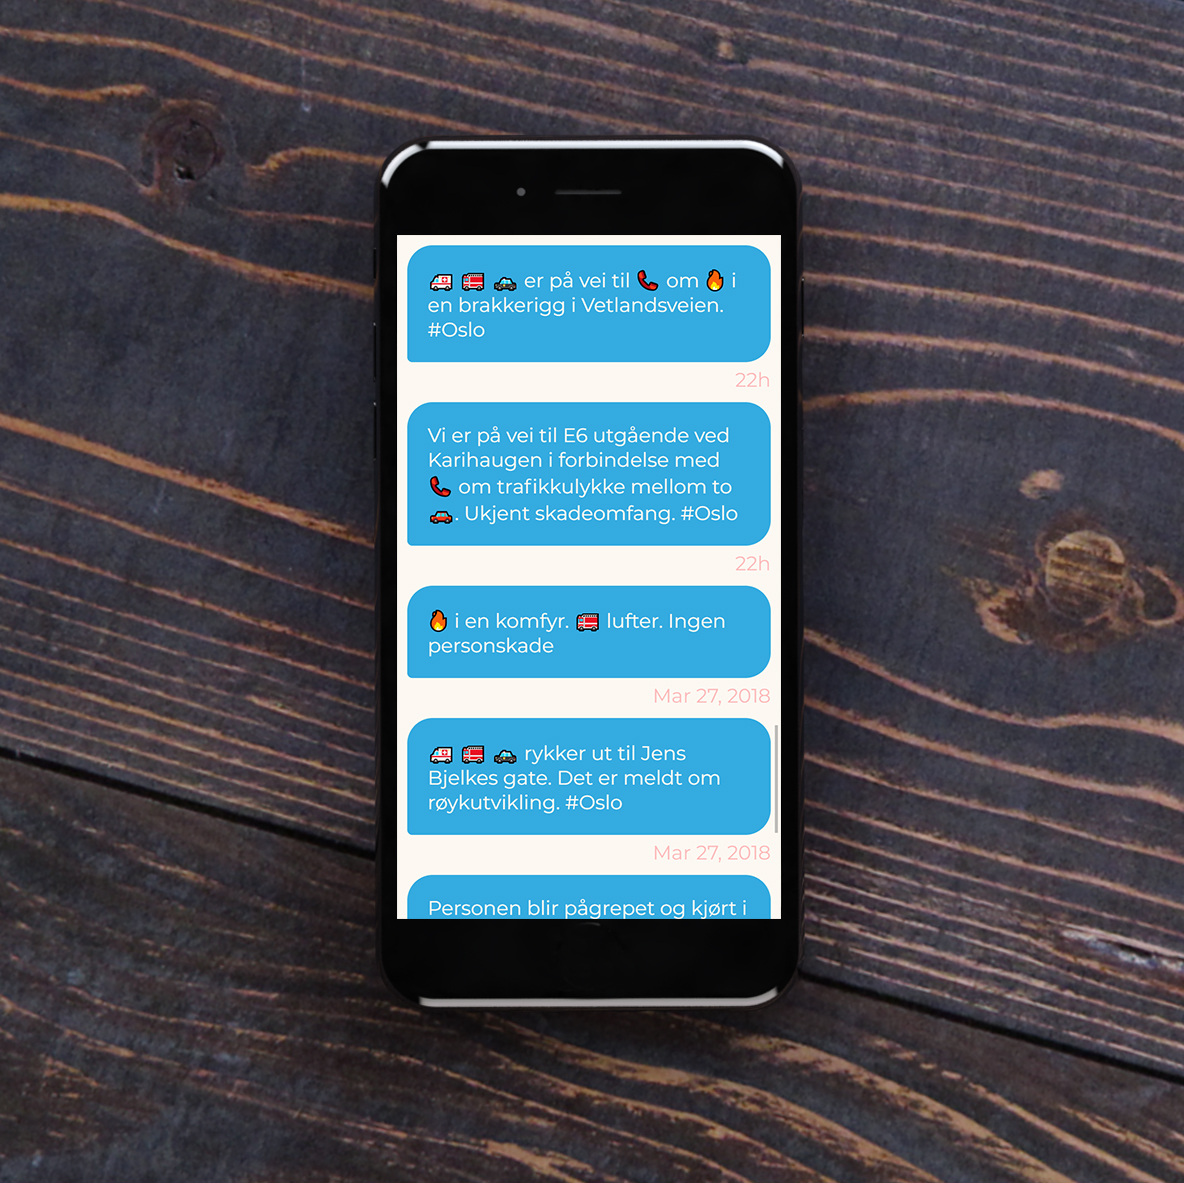 🚑 🚒 🚓 er på vei til 📞 om 🔥 i
en brakkerigg i Vetlandsveien.
#Oslo
22h
Vi er på vei til E6 utgående ved
Karihaugen i forbindelse med
📞 om trafikkulykke mellom to
🚗. Ukjent skadeomfang. #Oslo
22h
🔥 i en komfyr. 🚒 lufter. Ingen
personskade
Mar 27, 2018
🚑 🚒 🚓 rykker ut til Jens
Bjelkes gate. Det er meldt om
røykutvikling. #Oslo
Mar 27, 2018
Personen blir pågrepet og kjørt i